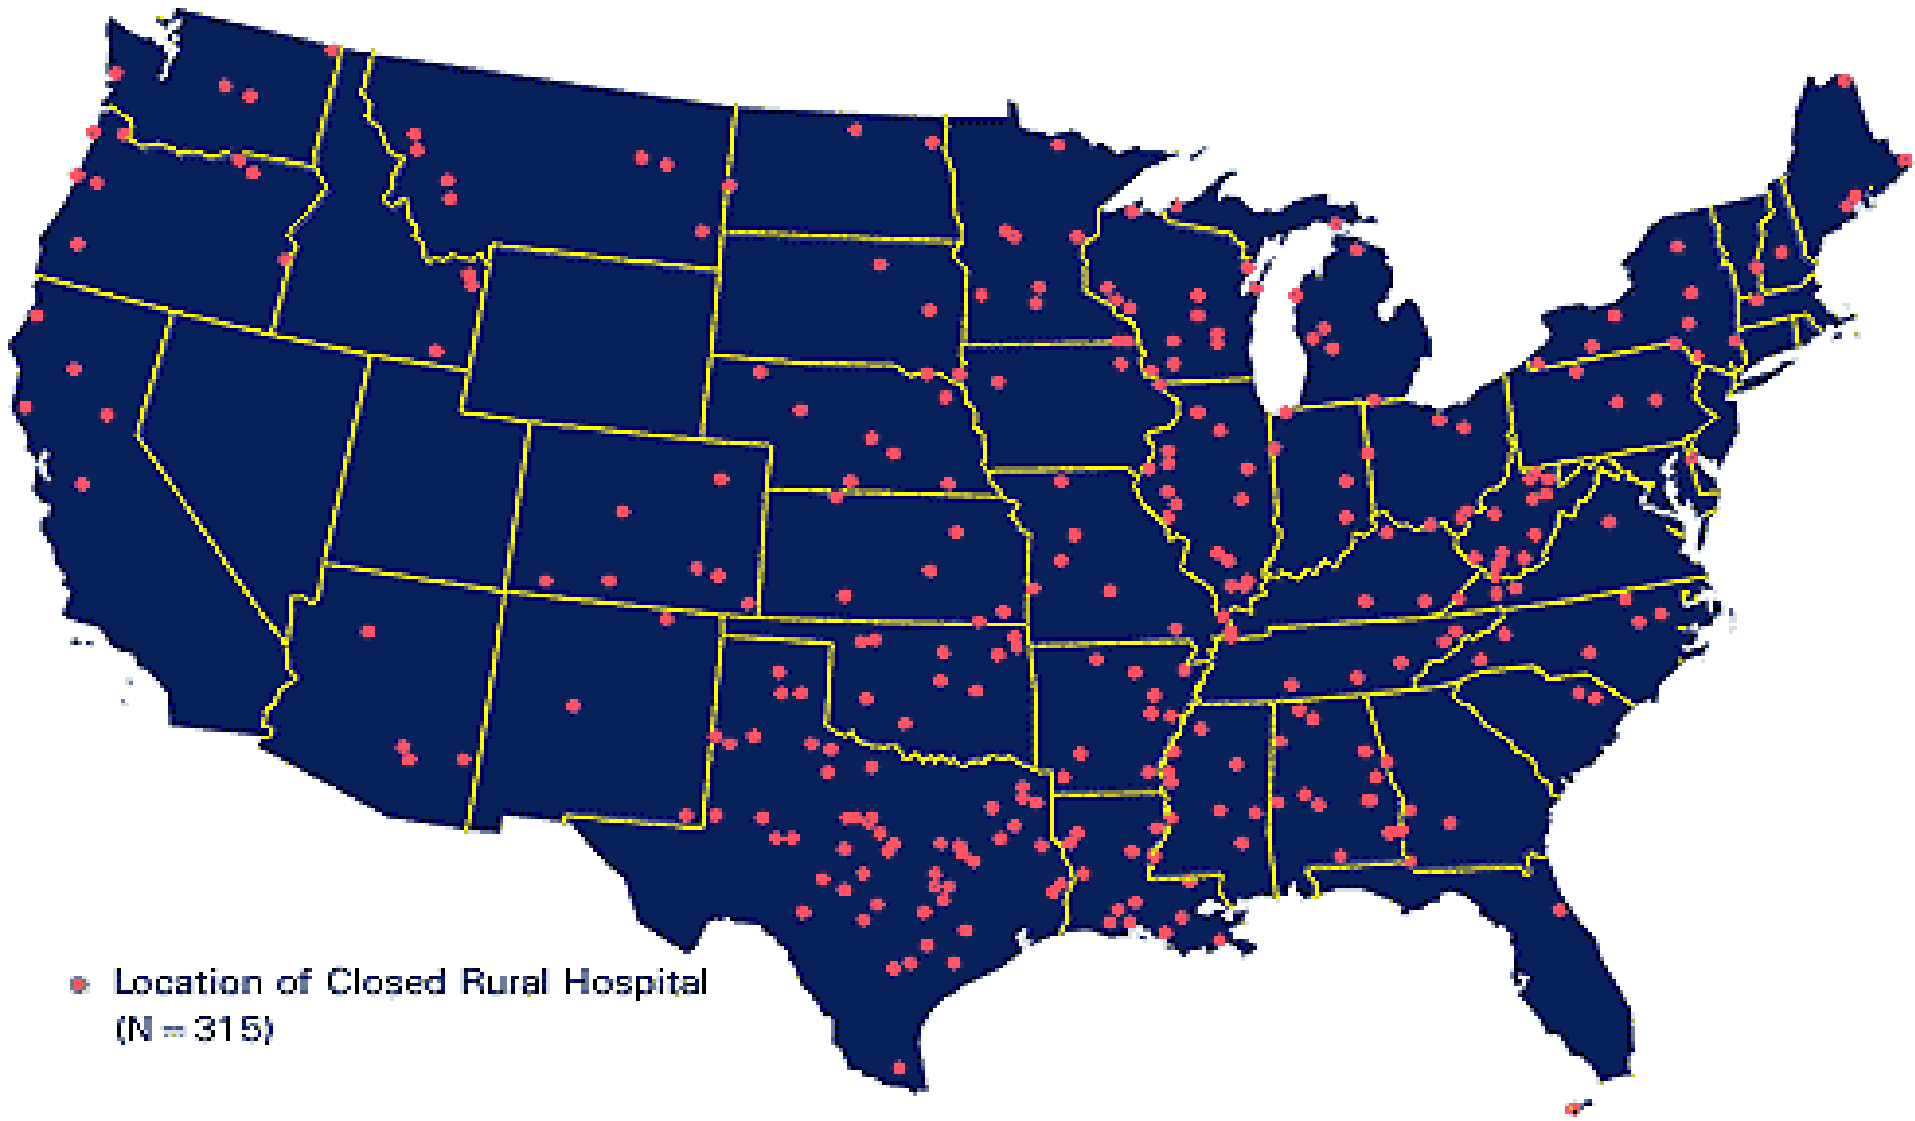 Location of Closed Rural Hospital
(N = 315)